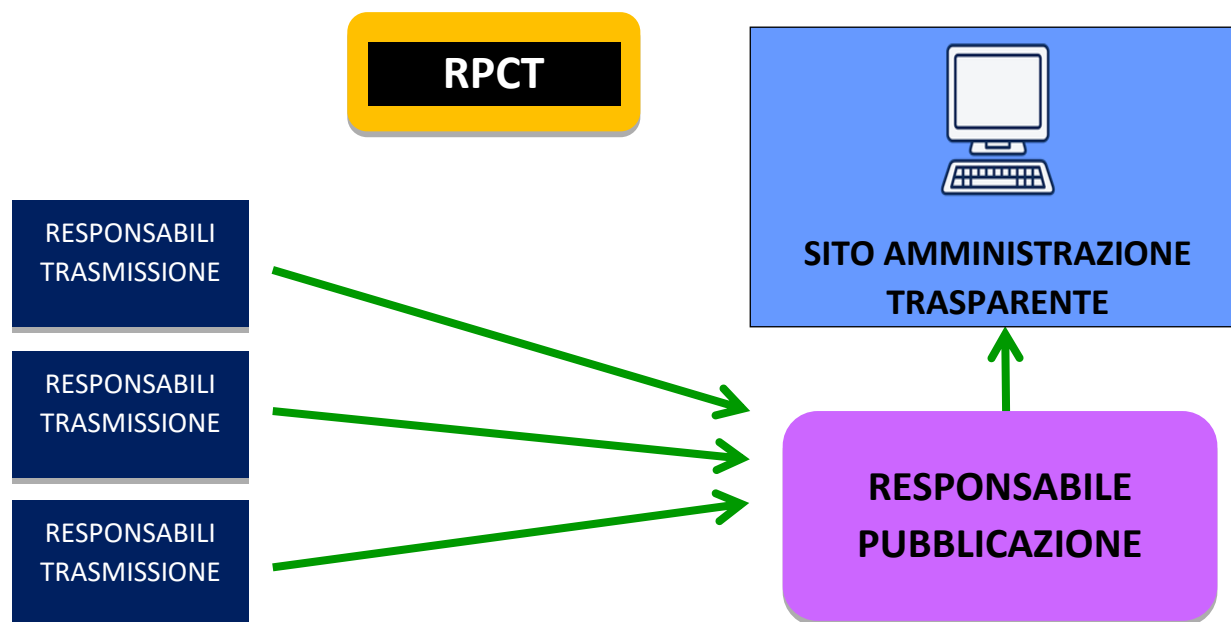 RPCT
SITO AMMINISTRAZIONE
TRASPARENTE
RESPONSABILI
TRASMISSIONE
RESPONSABILI
TRASMISSIONE
RESPONSABILI
TRASMISSIONE
RESPONSABILE
PUBBLICAZIONE